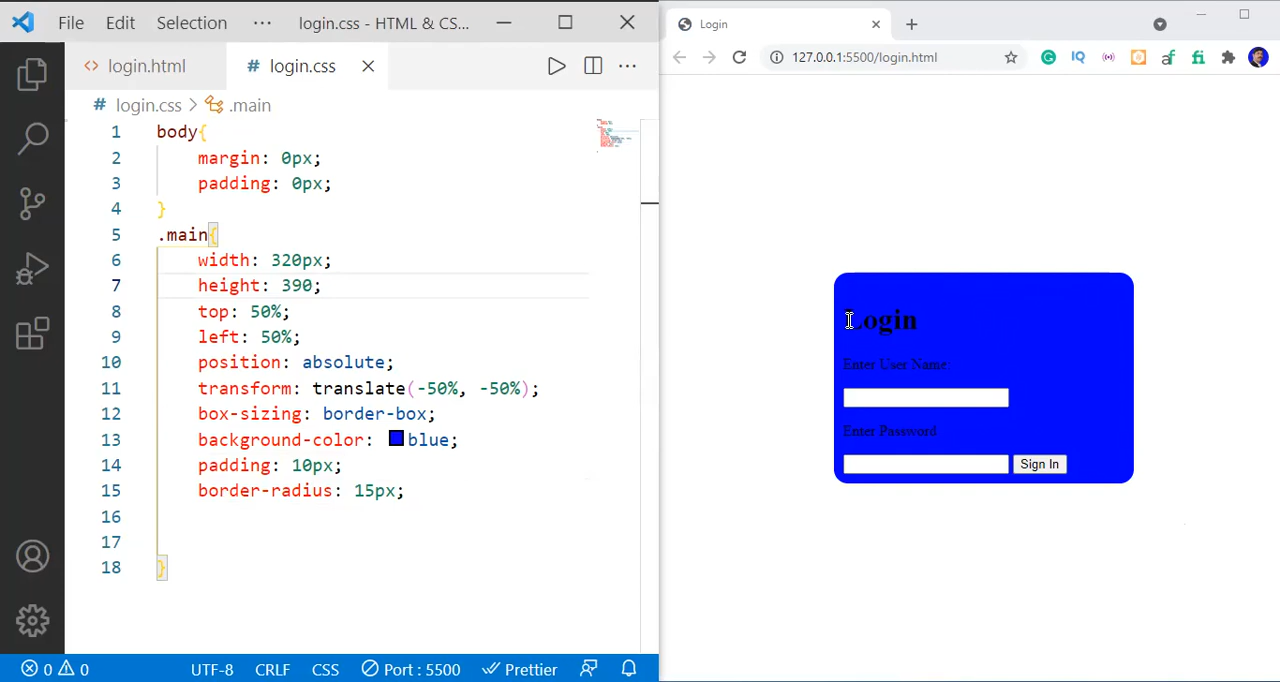 File Edit Selection ··· login.css - HTML & CS...
login.html login.css
login.css > .main
1 body{
2 margin: 0px;
3 padding: 0px;
4 }
5 .main{
6 width: 320px;
7 height: 390;
8 top: 50%;
9 left: 50%;
10 position: absolute;
11 transform: translate(-50%, -50%);
12 box-sizing: border-box;
13 background-color: blue;
14 padding: 10px;
15 border-radius: 15px;
16
17
18 }
0 0 UTF-8 CRLF CSS Port : 5500 Prettier
Login
127.0.0.1:5500/login.html
IQ af fi
Login
Enter User Name:
Enter Password
Sign In